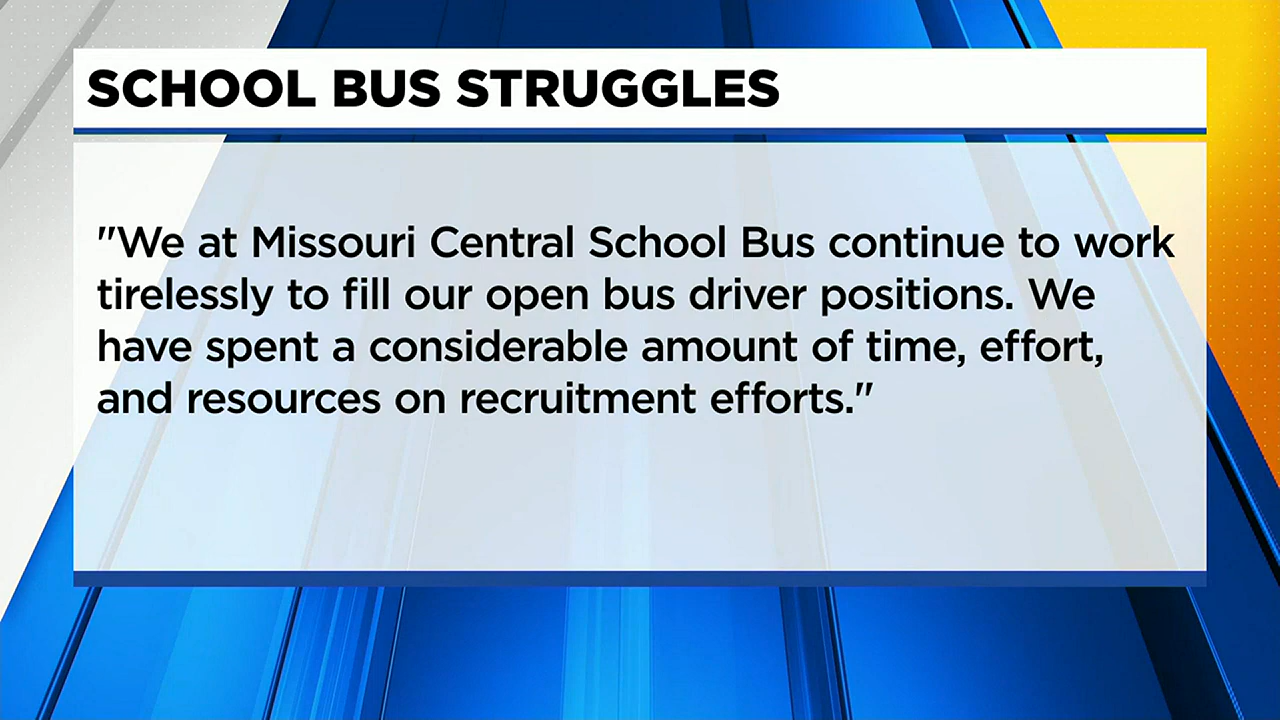 SCHOOL BUS STRUGGLES
"We at Missouri Central School Bus continue to work
tirelessly to fill our open bus driver positions. We
have spent a considerable amount of time, effort,
and resources on recruitment efforts."